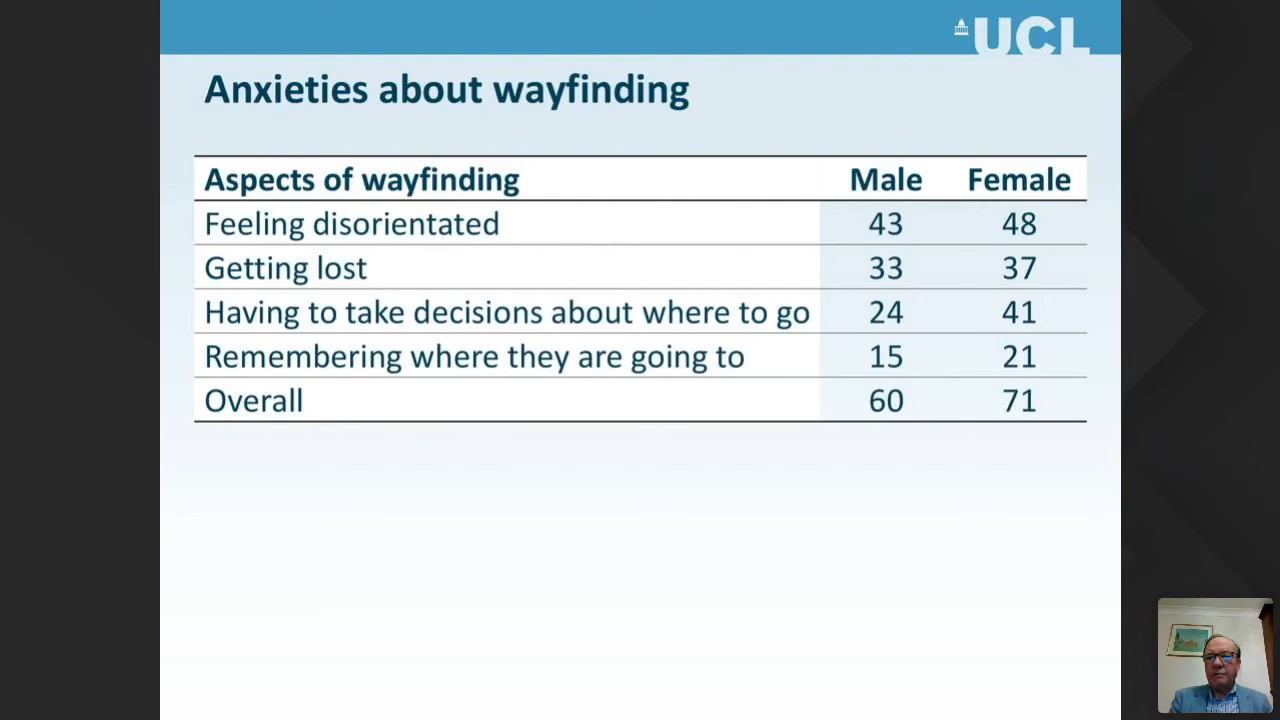 UCL
Anxieties about wayfinding
Aspects of wayfinding Male Female
Feeling disorientated 43 48
Getting lost 33 37
Having to take decisions about where to go 24 41
Remembering where they are going to 15 21
Overall 60 71